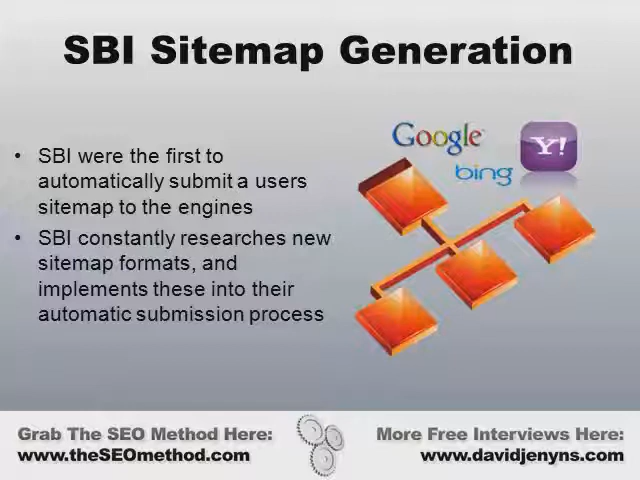 SBI Sitemap Generation
• SBI were the first to
automatically submit a users
sitemap to the engines
• SBI constantly researches new
sitemap formats, and
implements these into their
automatic submission process
Google
Y!
bing
Grab The SEO Method Here:
www.theSEOmethod.com
More Free Interviews Here:
www.davidjenyns.com